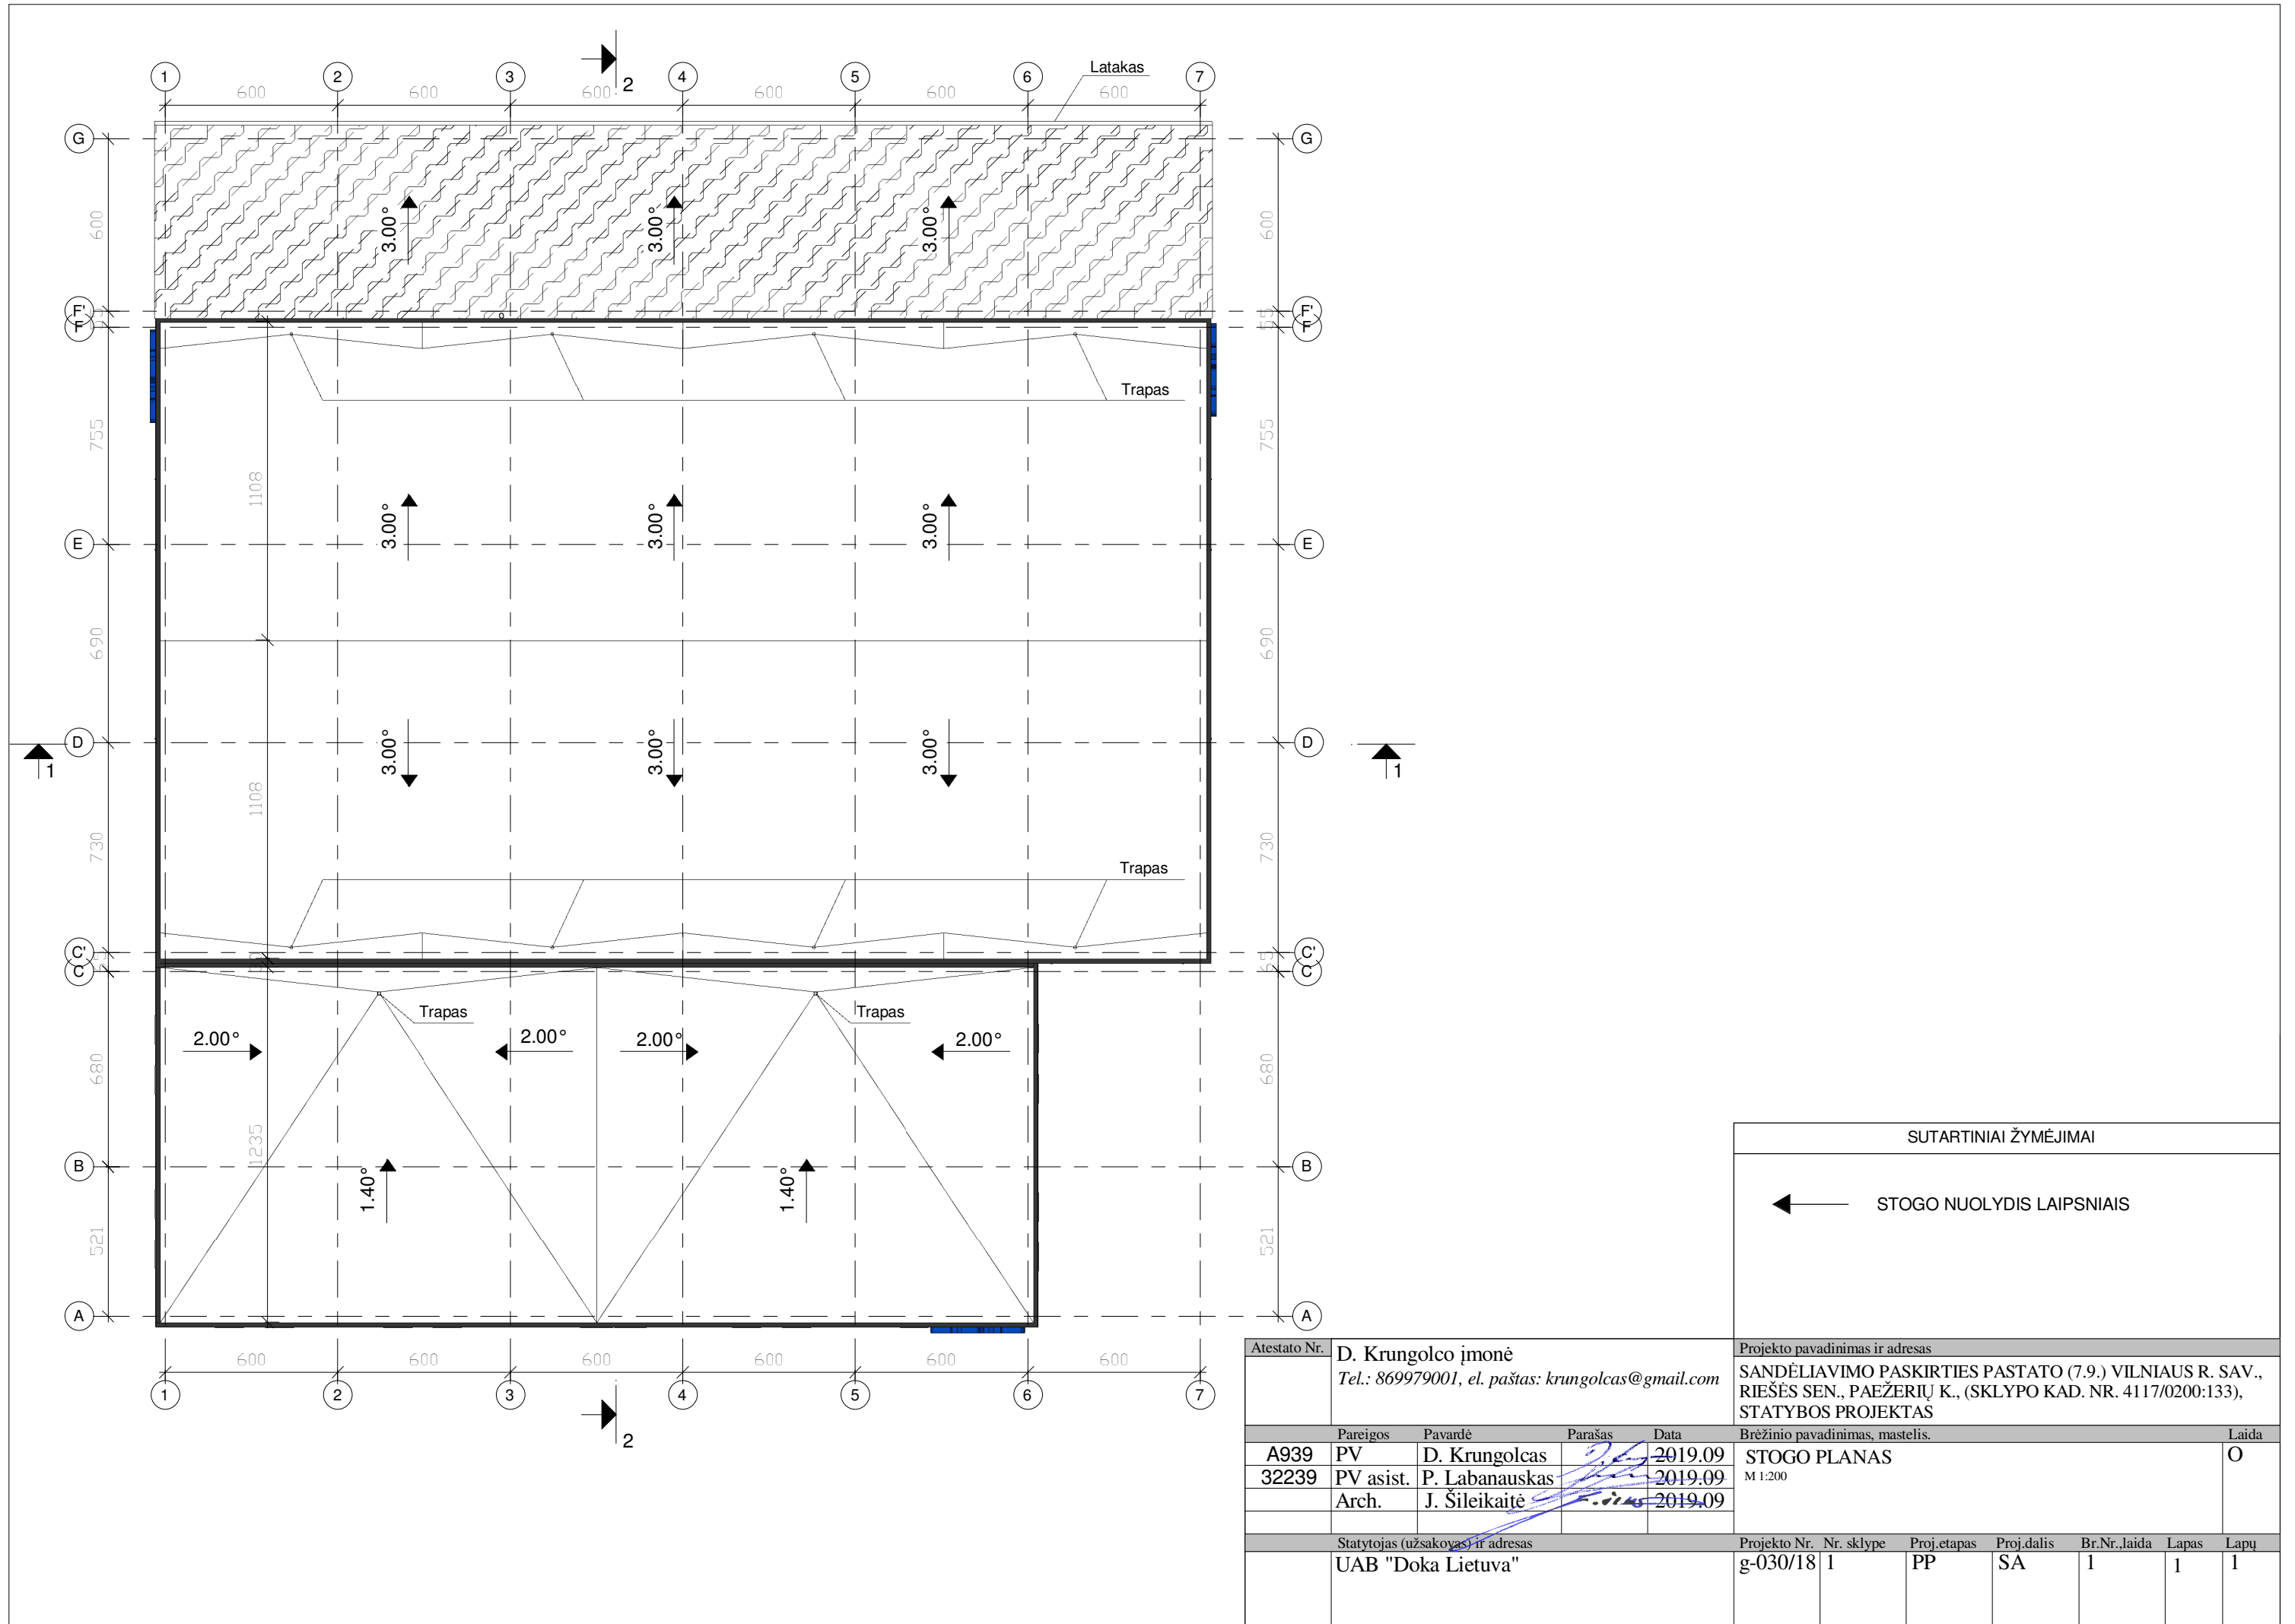 Latakas
1 2 3 4 5 6 7
2
600 600 600 600 600 600
G G
3.00° 3.00° 3.00°
600 600
F' F'
F F
55
Trapas
755 755
1108
3.00° 3.00° 3.00°
E E
690 690
D D
1 1
3.00° 3.00° 3.00°
1108
730 730
Trapas
C' C'
C C
65
Trapas Trapas
2.00° 2.00° 2.00° 2.00°
680 680
1235
B B
1.40° 1.40°
521 521
A A
600 600 600 600 600 600
1 2 3 4 5 6 7
2
SUTARTINIAI ŽYMĖJIMAI
STOGO NUOLYDIS LAIPSNIAIS
Atestato Nr.
D. Krungolco įmonė
Tel.: 869979001, el. paštas: krungolcas@gmail.com
Projekto pavadinimas ir adresas
SANDĖLIAVIMO PASKIRTIES PASTATO (7.9.) VILNIAUS R. SAV.,
RIEŠĖS SEN., PAEŽERIŲ K., (SKLYPO KAD. NR. 4117/0200:133),
STATYBOS PROJEKTAS
Pareigos Pavardė Parašas Data
A939 PV D. Krungolcas 2019.09
32239 PV asist. P. Labanauskas 2019.09
Arch. J. Šileikaitė 2019.09
Brėžinio pavadinimas, mastelis. Laida
STOGO PLANAS O
M 1:200
Statytojas (užsakovas) ir adresas
UAB "Doka Lietuva"
Projekto Nr. Nr. sklype Proj.etapas Proj.dalis Br.Nr.,laida Lapas Lapų
g-030/18 1 PP SA 1 1 1